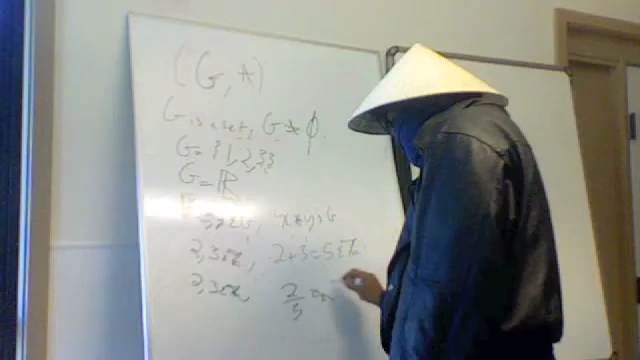 (G, *)
G is a set, G ≠ ϕ.
G = {1, 2, 3}
G = ℝ
x * y ∈ G
2, 3 ∈ ℤ, 2 + 3 = 5 ∈ ℤ
2, 3 ∈ ℤ, 2/3